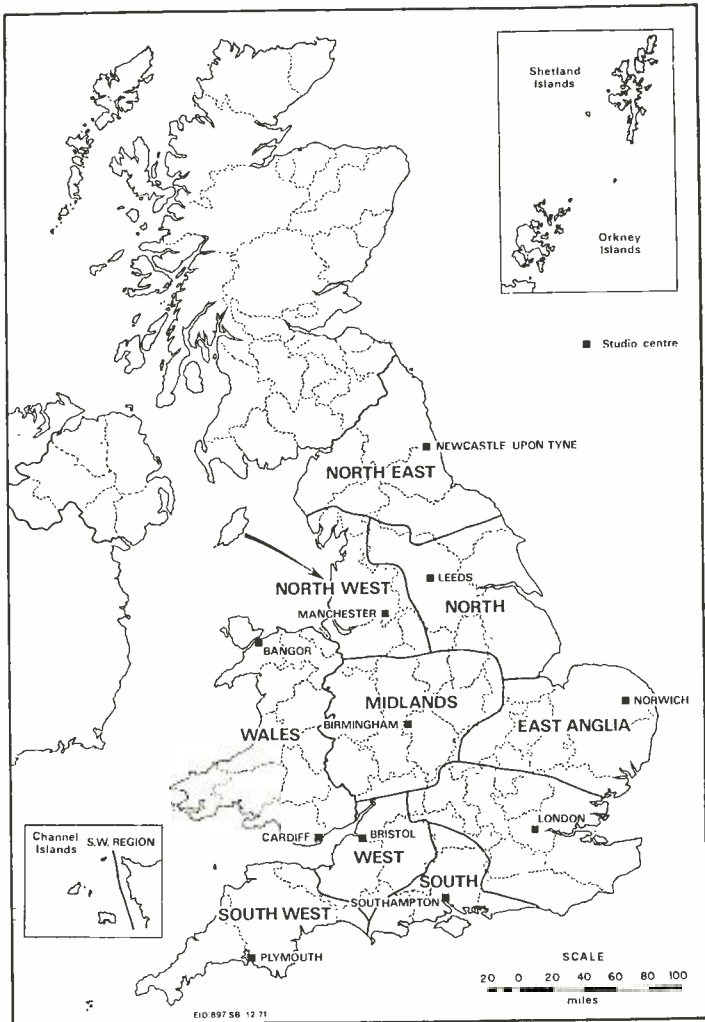 Shetland
Islands
Orkney
Islands
Studio centre
NEWCASTLE UPON TYNE
NORTH EAST
LEEDS
NORTH WEST
NORTH
MANCHESTER
BANGOR
MIDLANDS
NORWICH
BIRMINGHAM
EAST ANGLIA
WALES
LONDON
Channel
Islands
S.W. REGION
CARDIFF
BRISTOL
WEST
SOUTH
SOUTHAMPTON
SOUTH WEST
PLYMOUTH
SCALE
20 0 20 40 60 80 100
miles
EID 897 SB 12 71